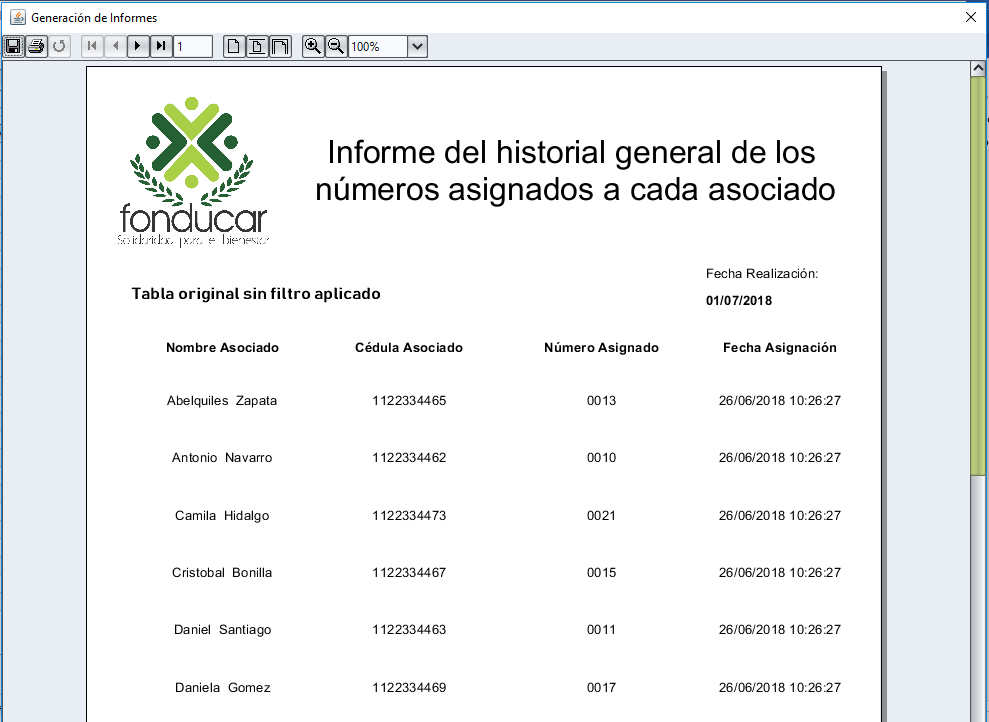 Generación de Informes
1
100%
fonducar
Solidaridad para el bienestar
Informe del historial general de los
números asignados a cada asociado
Fecha Realización:
Tabla original sin filtro aplicado
01/07/2018
Nombre Asociado Cédula Asociado Número Asignado Fecha Asignación
Abelquiles Zapata 1122334465 0013 26/06/2018 10:26:27
Antonio Navarro 1122334462 0010 26/06/2018 10:26:27
Camila Hidalgo 1122334473 0021 26/06/2018 10:26:27
Cristobal Bonilla 1122334467 0015 26/06/2018 10:26:27
Daniel Santiago 1122334463 0011 26/06/2018 10:26:27
Daniela Gomez 1122334469 0017 26/06/2018 10:26:27